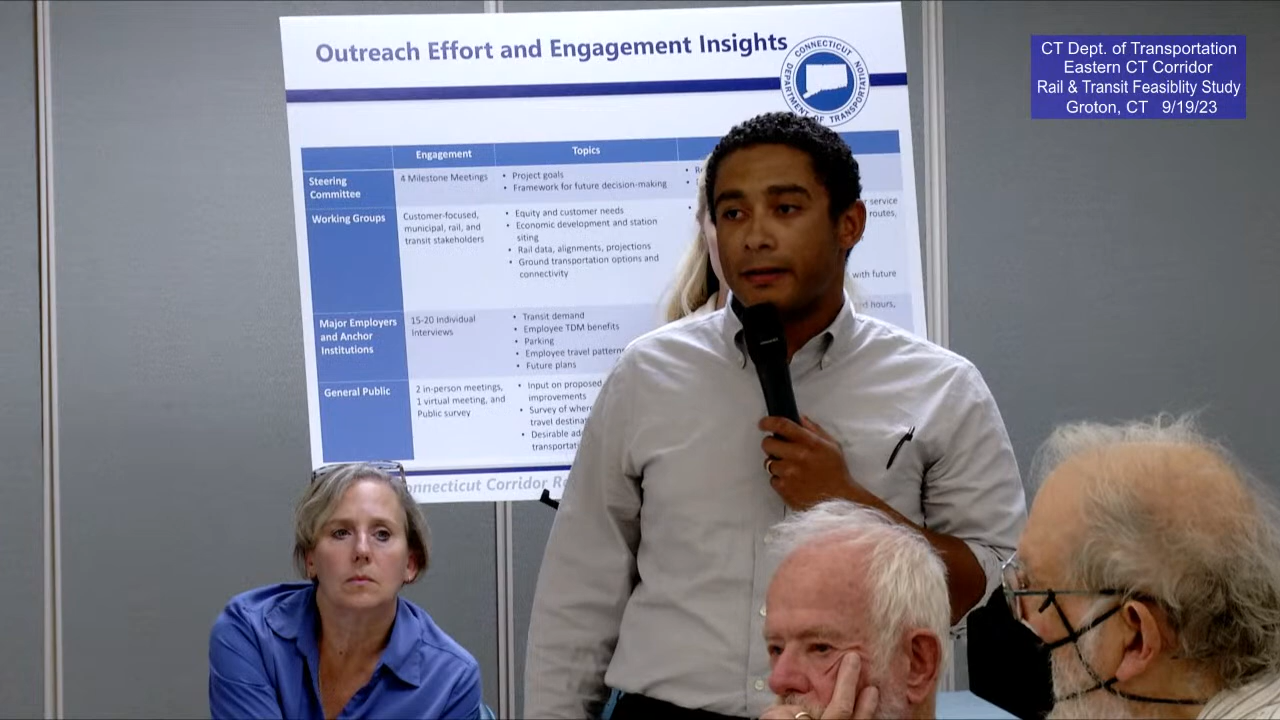 Outreach Effort and Engagement Insights
CONNECTICUT
DEPARTMENT OF TRANSPORTATION
CT Dept. of Transportation
Eastern CT Corridor
Rail & Transit Feasiblity Study
Groton, CT 9/19/23
Engagement
Topics
Steering
Committee
4 Milestone Meetings
• Project goals
• Framework for future decision-making
Working Groups
Customer-focused,
municipal, rail, and
transit stakeholders
• Equity and customer needs
• Economic development and station
siting
• Rail data, alignments, projections
• Ground transportation options and
connectivity
service
routes,
with future
hours,
Major Employers
and Anchor
Institutions
15-20 Individual
Interviews
• Transit demand
• Employee TDM benefits
• Parking
• Employee travel patterns
• Future plans
General Public
2 in-person meetings,
1 virtual meeting, and
Public survey
• Input on proposed
improvements
• Survey of where
travel
• Desirable
Connecticut Corridor